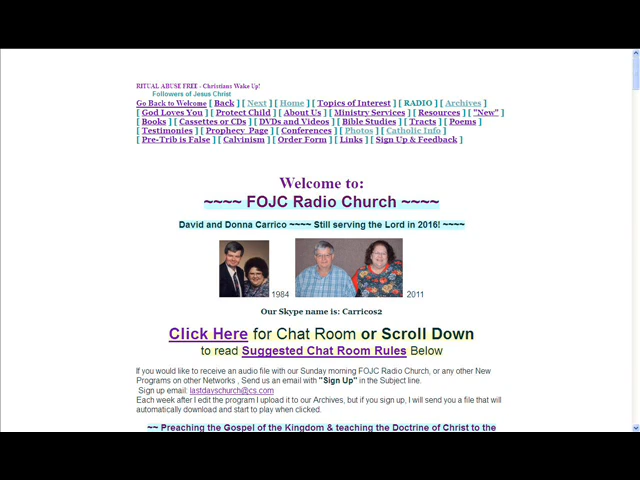 RITUAL ABUSE FREE - Christians Wake Up!
Followers of Jesus Christ
Go Back to Welcome [ Back ] [ Next ] [ Home ] [ Topics of Interest ] [ RADIO ] [ Archives ]
[ God Loves You ] [ Protect Child ] [ About Us ] [ Ministry Services ] [ Resources ] [ "New" ]
[ Books ] [ Cassettes or CDs ] [ DVDs and Videos ] [ Bible Studies ] [ Tracts ] [ Poems ]
[ Testimonies ] [ Prophecy Page ] [ Conferences ] [ Photos ] [ Catholic Info ]
[ Pre-Trib is False ] [ Calvinism ] [ Order Form ] [ Links ] [ Sign Up & Feedback ]
Welcome to:
~~~~ FOJC Radio Church ~~~~
David and Donna Carrico ~~~~ Still serving the Lord in 2016! ~~~~
1984 2011
Our Skype name is: Carricos2
Click Here for Chat Room or Scroll Down
to read Suggested Chat Room Rules Below
If you would like to receive an audio file with our Sunday morning FOJC Radio Church, or any other New
Programs on other Networks , Send us an email with "Sign Up" in the Subject line.
Sign up email: lastdayschurch@cs.com
Each week after I edit the program I upload it to our Archives, but if you sign up, I will send you a file that will
automatically download and start to play when clicked.
~~ Preaching the Gospel of the Kingdom & teaching the Doctrine of Christ to the